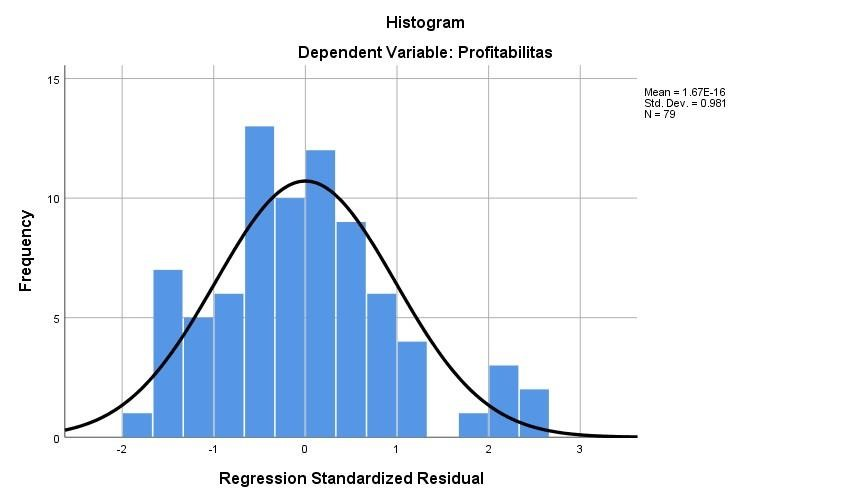 Histogram
Dependent Variable: Profitabilitas
Mean = 1.67E-16
Std. Dev. = 0.981
N = 79
Frequency
15
10
5
0
-2
-1
0
1
2
3
Regression Standardized Residual